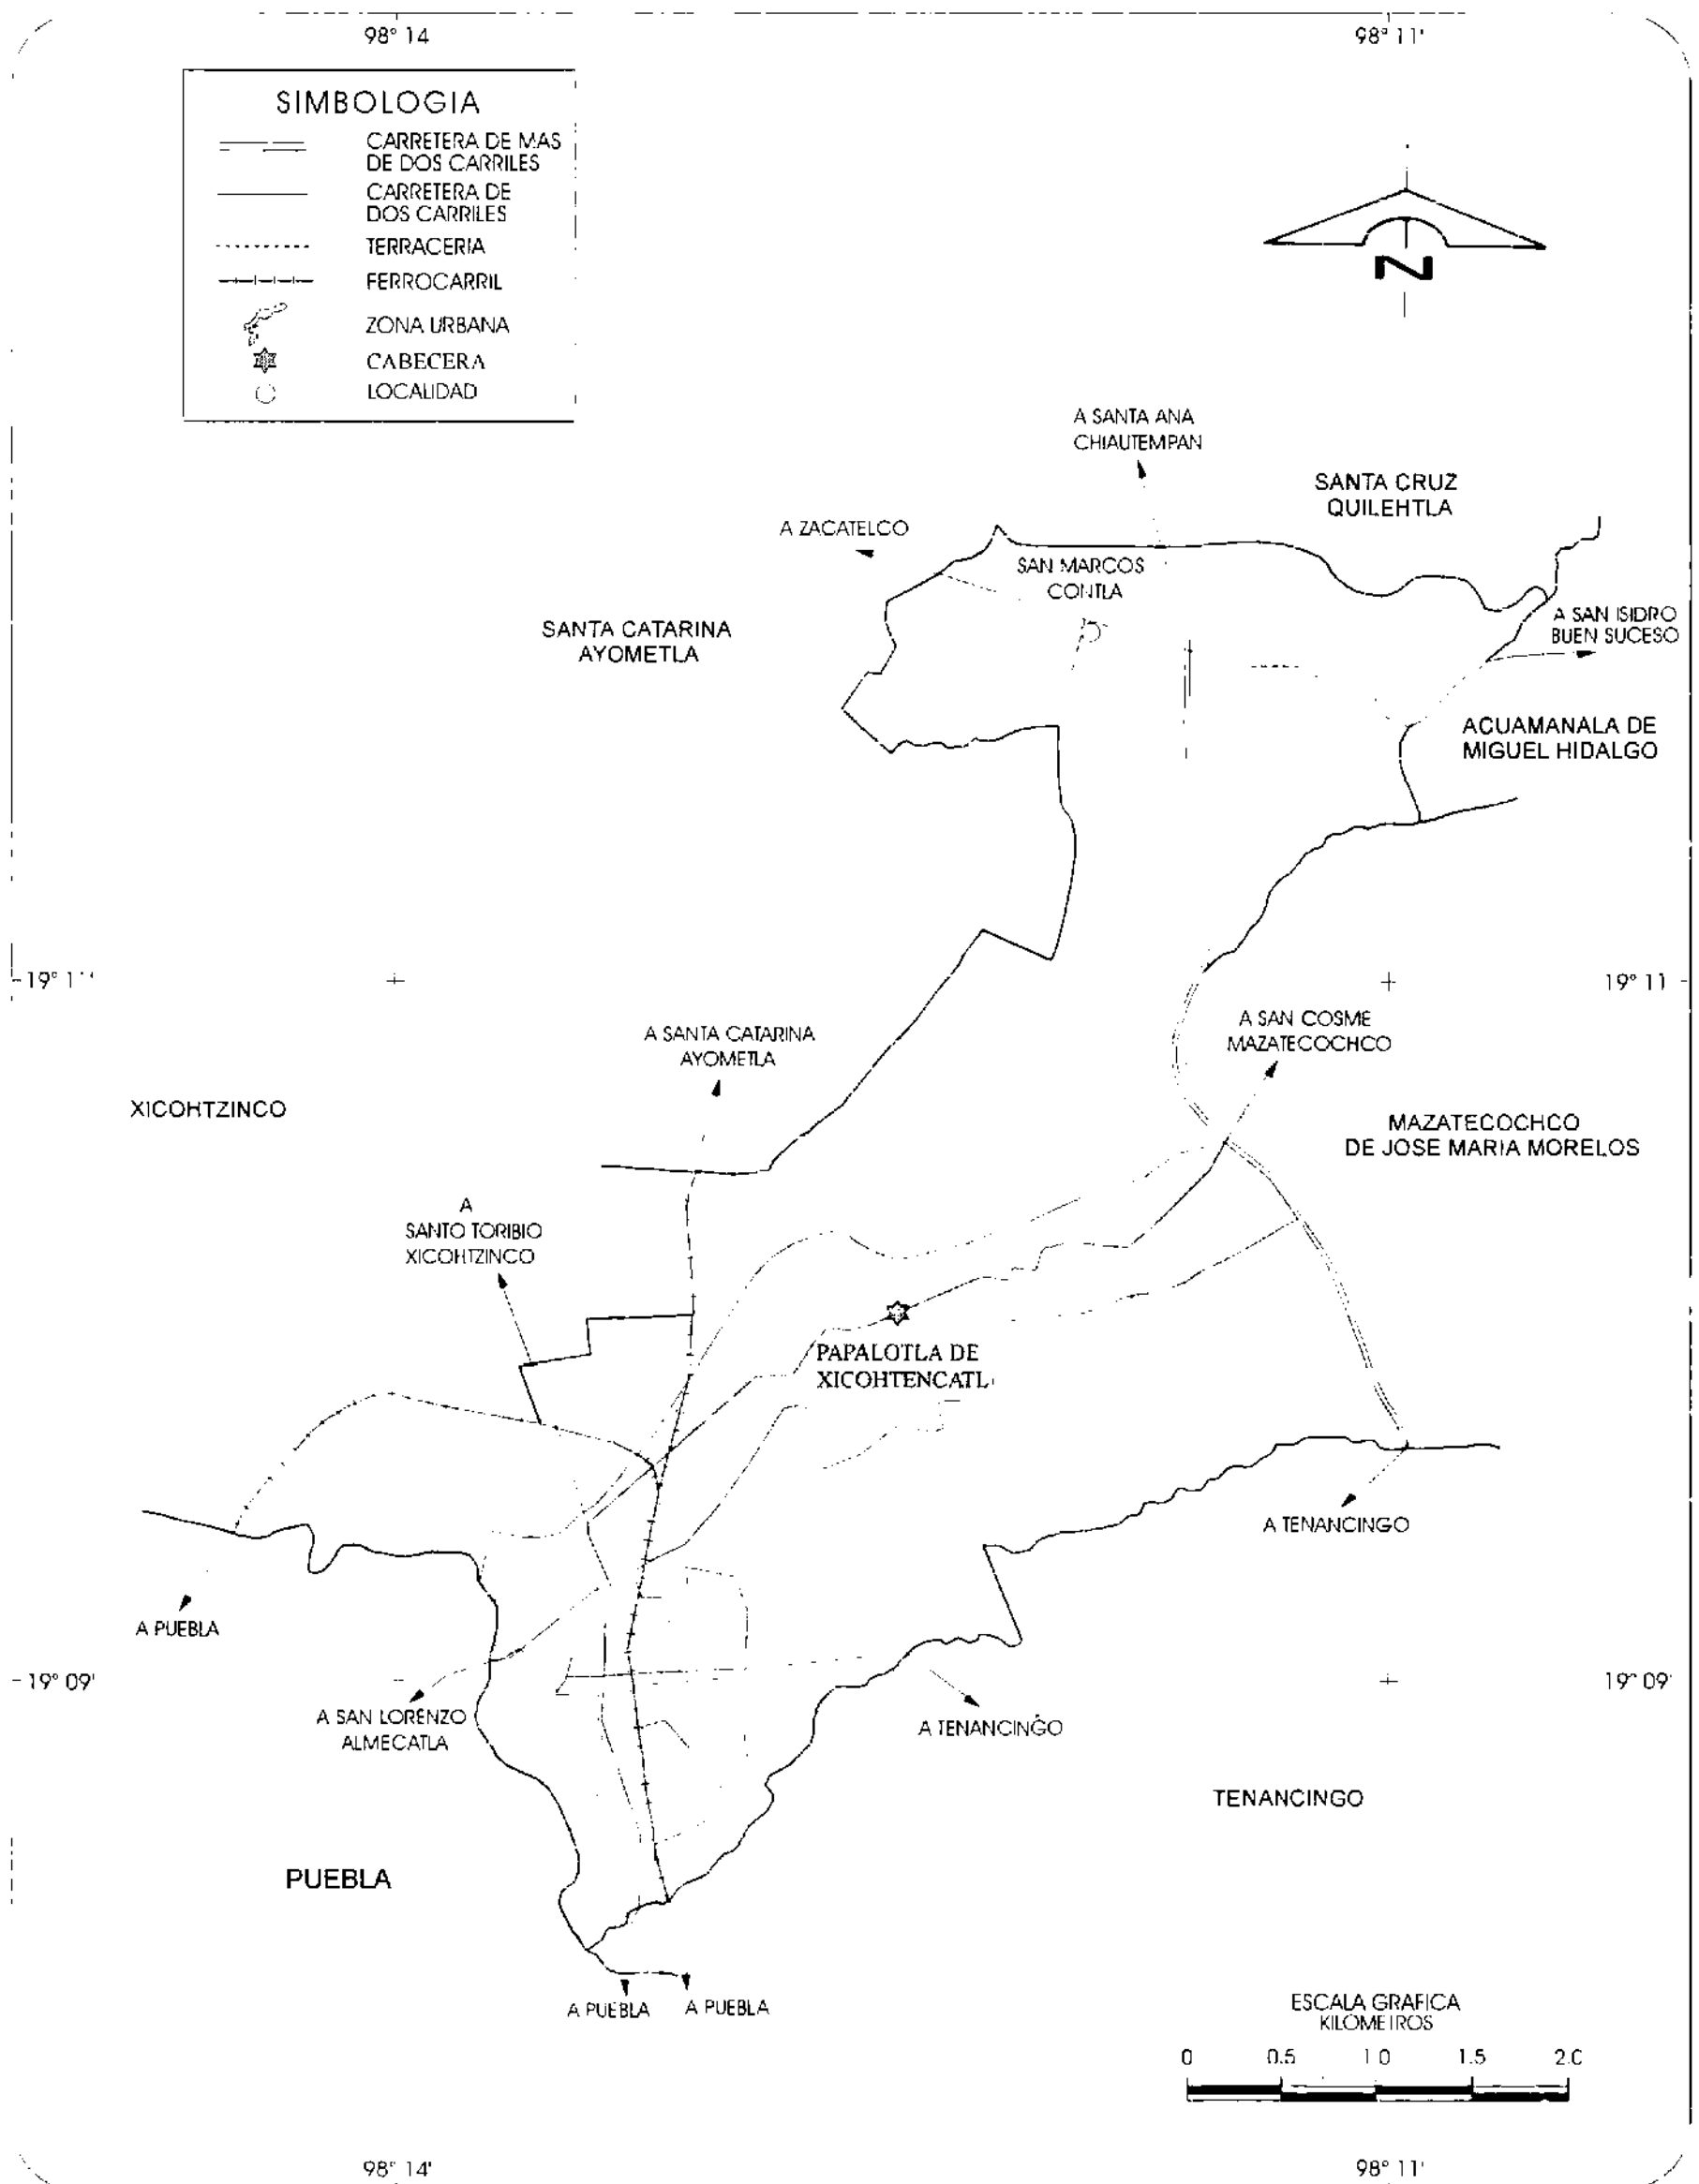 98° 14
98° 11'
SIMBOLOGIA
CARRETERA DE MAS
DE DOS CARRILES
CARRETERA DE
DOS CARRILES
TERRACERIA
FERROCARRIL
ZONA URBANA
CABECERA
LOCALIDAD
N
A SANTA ANA
CHIAUTEMPAN
SANTA CRUZ
QUILEHTLA
A ZACATELCO
SAN MARCOS
CONTLA
A SAN ISIDRO
BUEN SUCESO
SANTA CATARINA
AYOMETLA
ACUAMANALA DE
MIGUEL HIDALGO
19° 1''
19° 11
A SAN COSME
MAZATECOCHCO
A SANTA CATARINA
AYOMETLA
XICOHTZINCO
MAZATECOCHCO
DE JOSE MARIA MORELOS
A
SANTO TORIBIO
XICOHTZINCO
PAPALOTLA DE
XICOHTENCATL
A TENANCINGO
A PUEBLA
19° 09'
19° 09'
A SAN LORENZO
ALMECATLA
A TENANCINGO
TENANCINGO
PUEBLA
A PUEBLA
A PUEBLA
ESCALA GRAFICA
KILOMETROS
0 0.5 1 0 1.5 2.0
98° 14'
98° 11'